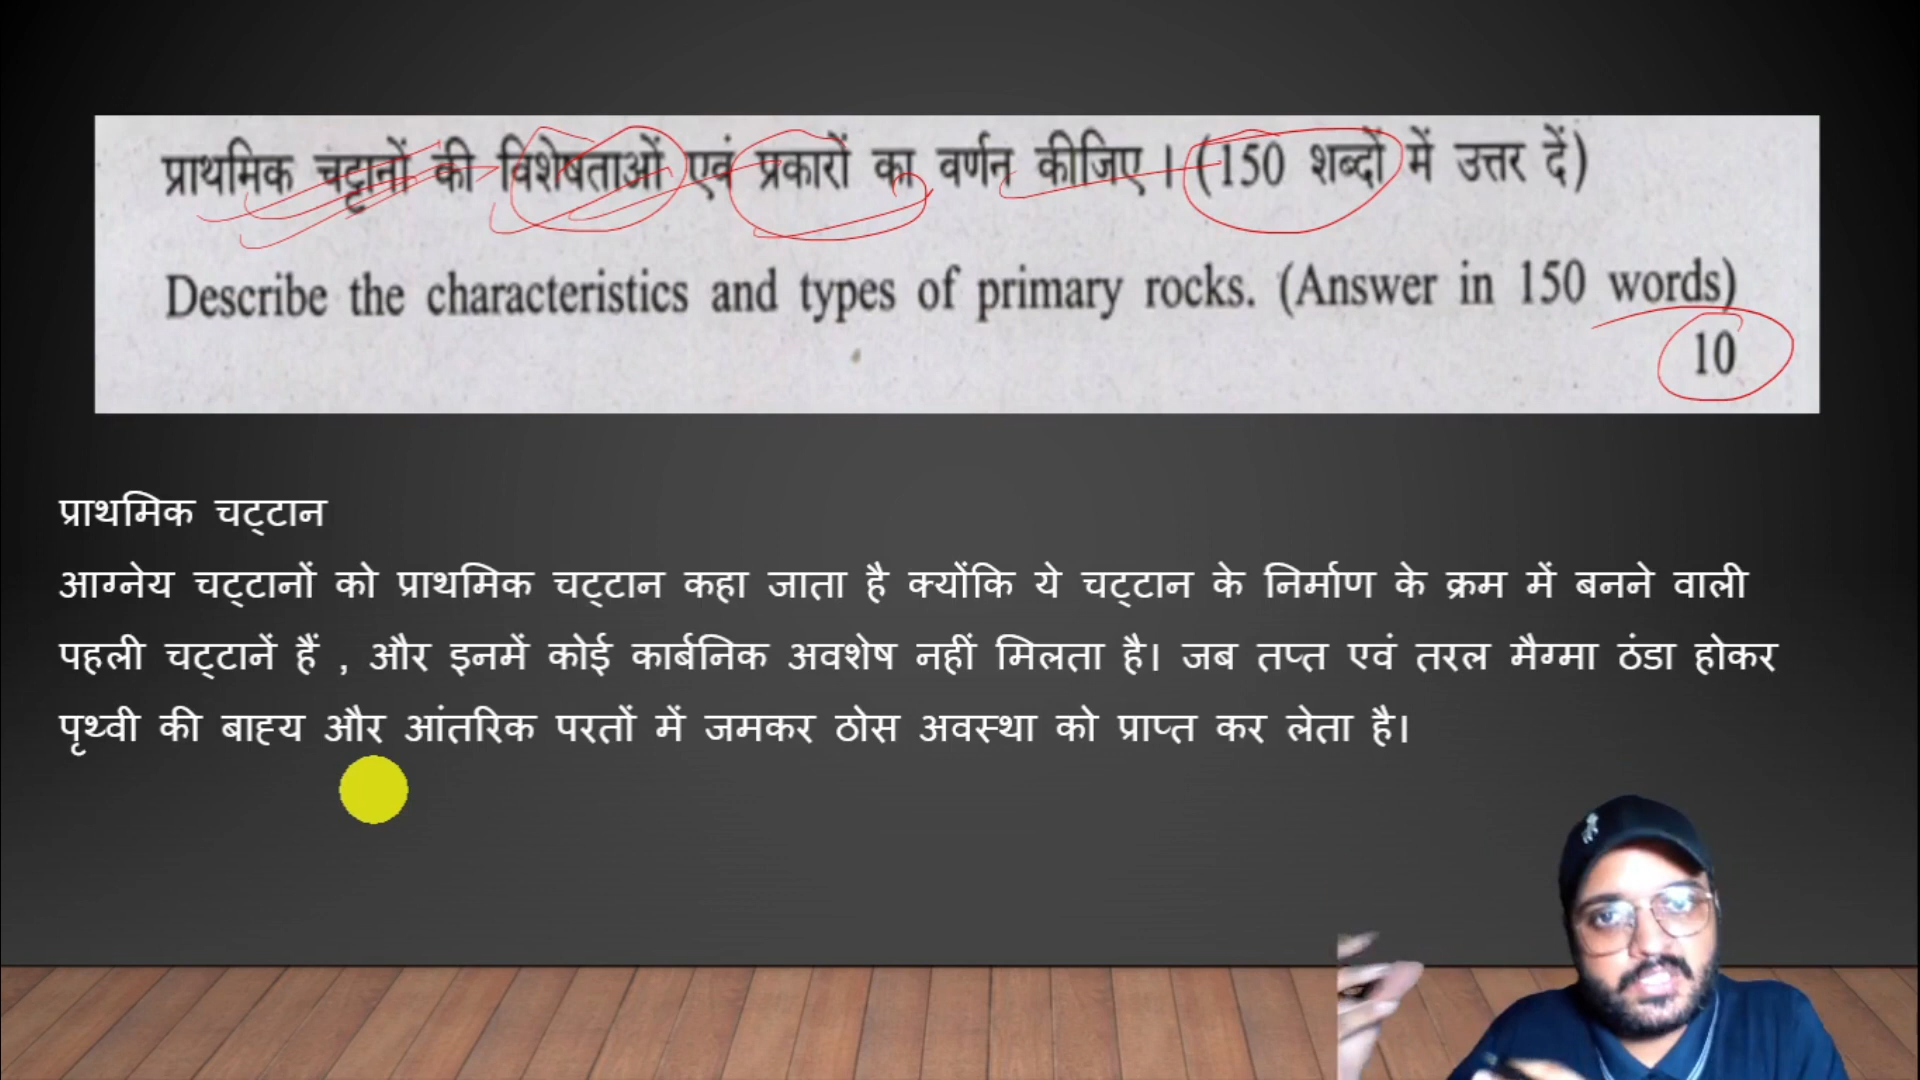 प्राथमिक चट्टानों की विशेषताओं एवं प्रकारों का वर्णन कीजिए । (150 शब्दों में उत्तर दें)
Describe the characteristics and types of primary rocks. (Answer in 150 words)
10
प्राथमिक चट्टान
आग्नेय चट्टानों को प्राथमिक चट्टान कहा जाता है क्योंकि ये चट्टान के निर्माण के क्रम में बनने वाली
पहली चट्टानें हैं , और इनमें कोई कार्बनिक अवशेष नहीं मिलता है। जब तप्त एवं तरल मैग्मा ठंडा होकर
पृथ्वी की बाह्य और आंतरिक परतों में जमकर ठोस अवस्था को प्राप्त कर लेता है।